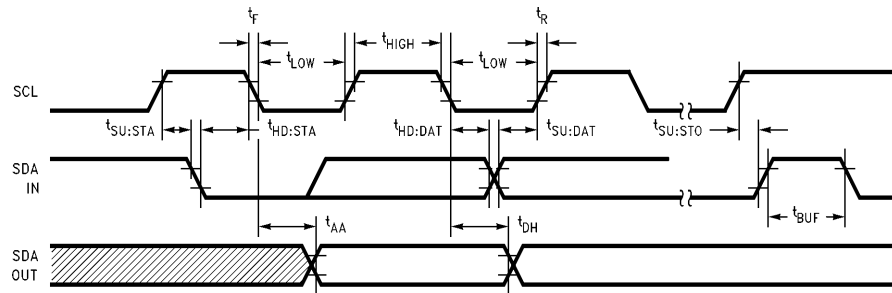 tF
tR
tHIGH
tLOW
tLOW
SCL
tSU:STA
tHD:STA
tHD:DAT
tSU:DAT
tSU:STO
SDA
IN
tBUF
tAA
tDH
SDA
OUT